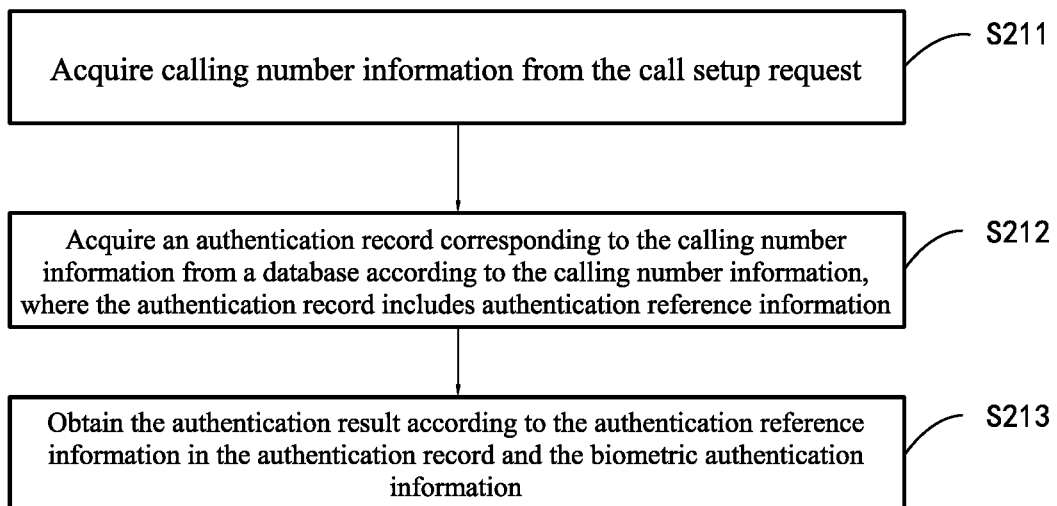 Acquire calling number information from the call setup request
S211
Acquire an authentication record corresponding to the calling number
information from a database according to the calling number information,
where the authentication record includes authentication reference information
S212
Obtain the authentication result according to the authentication reference
information in the authentication record and the biometric authentication
information
S213